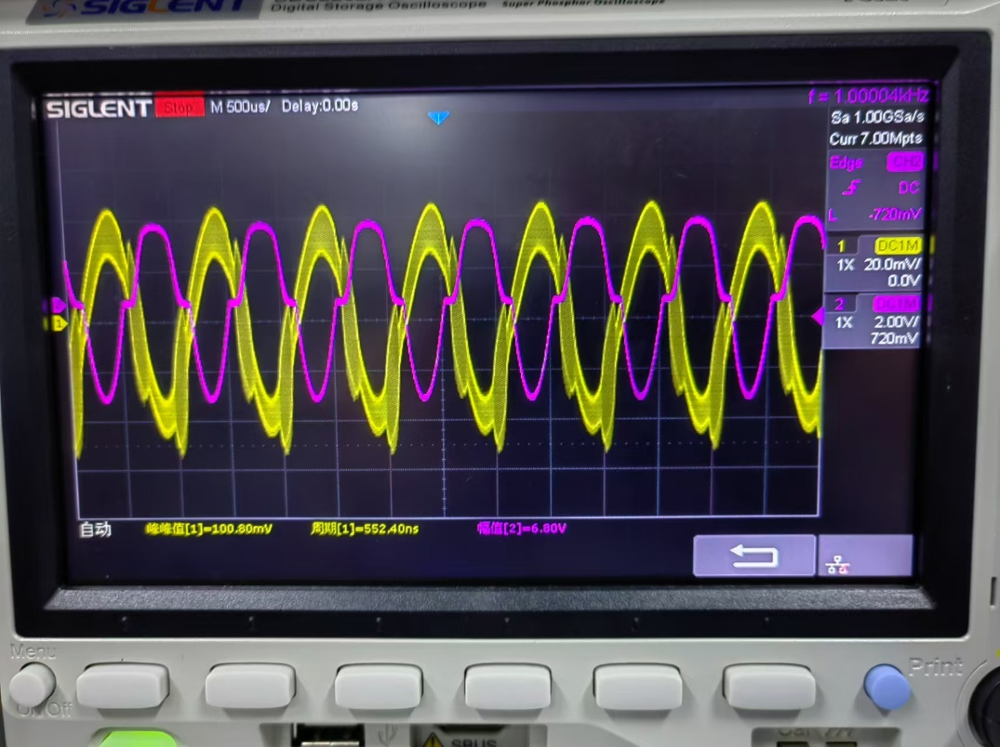 SIGLENT
Digital Storage Oscilloscope Super Phosphor Oscilloscope
SIGLENT Stop M 500us/ Delay:0.00s
f = 1.00004kHz
Sa 1.00GSa/s
Curr 7.00Mpts
Edge CH2
DC
L -720mV
1 DC1M
1X 20.0mV/
0.0V
2 DC1M
1X 2.00V/
720mV
2
1
自动 峰峰值[1]=100.80mV 周期[1]=552.40ns 幅值[2]=6.80V
Menu
On/Off
Print
SBUS